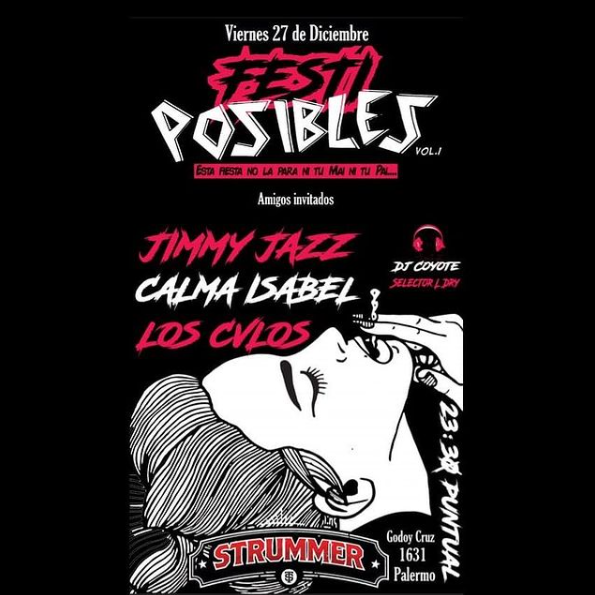 Viernes 27 de Diciembre
FESTI
POSIBLES
VOL.1
ESTA FIESTA NO LA PARA NI TU MAI NI TU PAI...
Amigos invitados
JIMMY JAZZ
CALMA ISABEL
LOS CVLOS
DJ COYOTE
SELECTOR L DRY
23:30 PUNTUAL
STRUMMER
Godoy Cruz
1631
Palermo